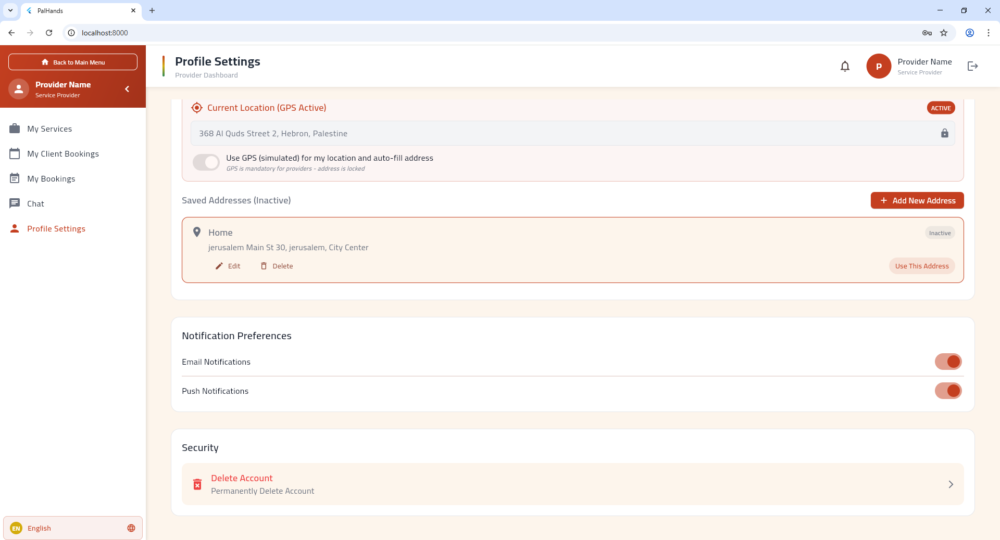 PalHands
localhost:8000
Back to Main Menu
Provider Name
Service Provider
My Services
My Client Bookings
My Bookings
Chat
Profile Settings
EN English
Profile Settings
Provider Dashboard
P
Provider Name
Service Provider
Current Location (GPS Active)
ACTIVE
368 Al Quds Street 2, Hebron, Palestine
Use GPS (simulated) for my location and auto-fill address
GPS is mandatory for providers - address is locked
Saved Addresses (Inactive)
Add New Address
Home
Inactive
jerusalem Main St 30, jerusalem, City Center
Edit
Delete
Use This Address
Notification Preferences
Email Notifications
Push Notifications
Security
Delete Account
Permanently Delete Account